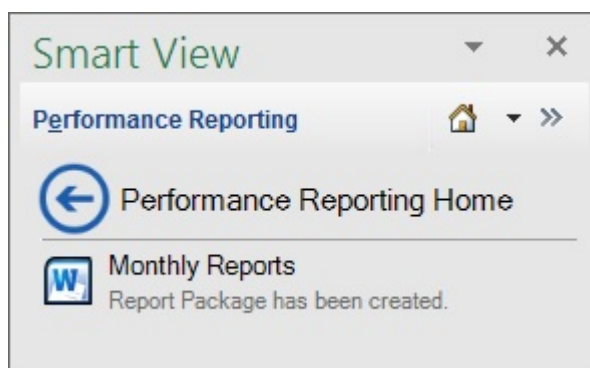 Smart View
Performance Reporting
Performance Reporting Home
Monthly Reports
Report Package has been created.